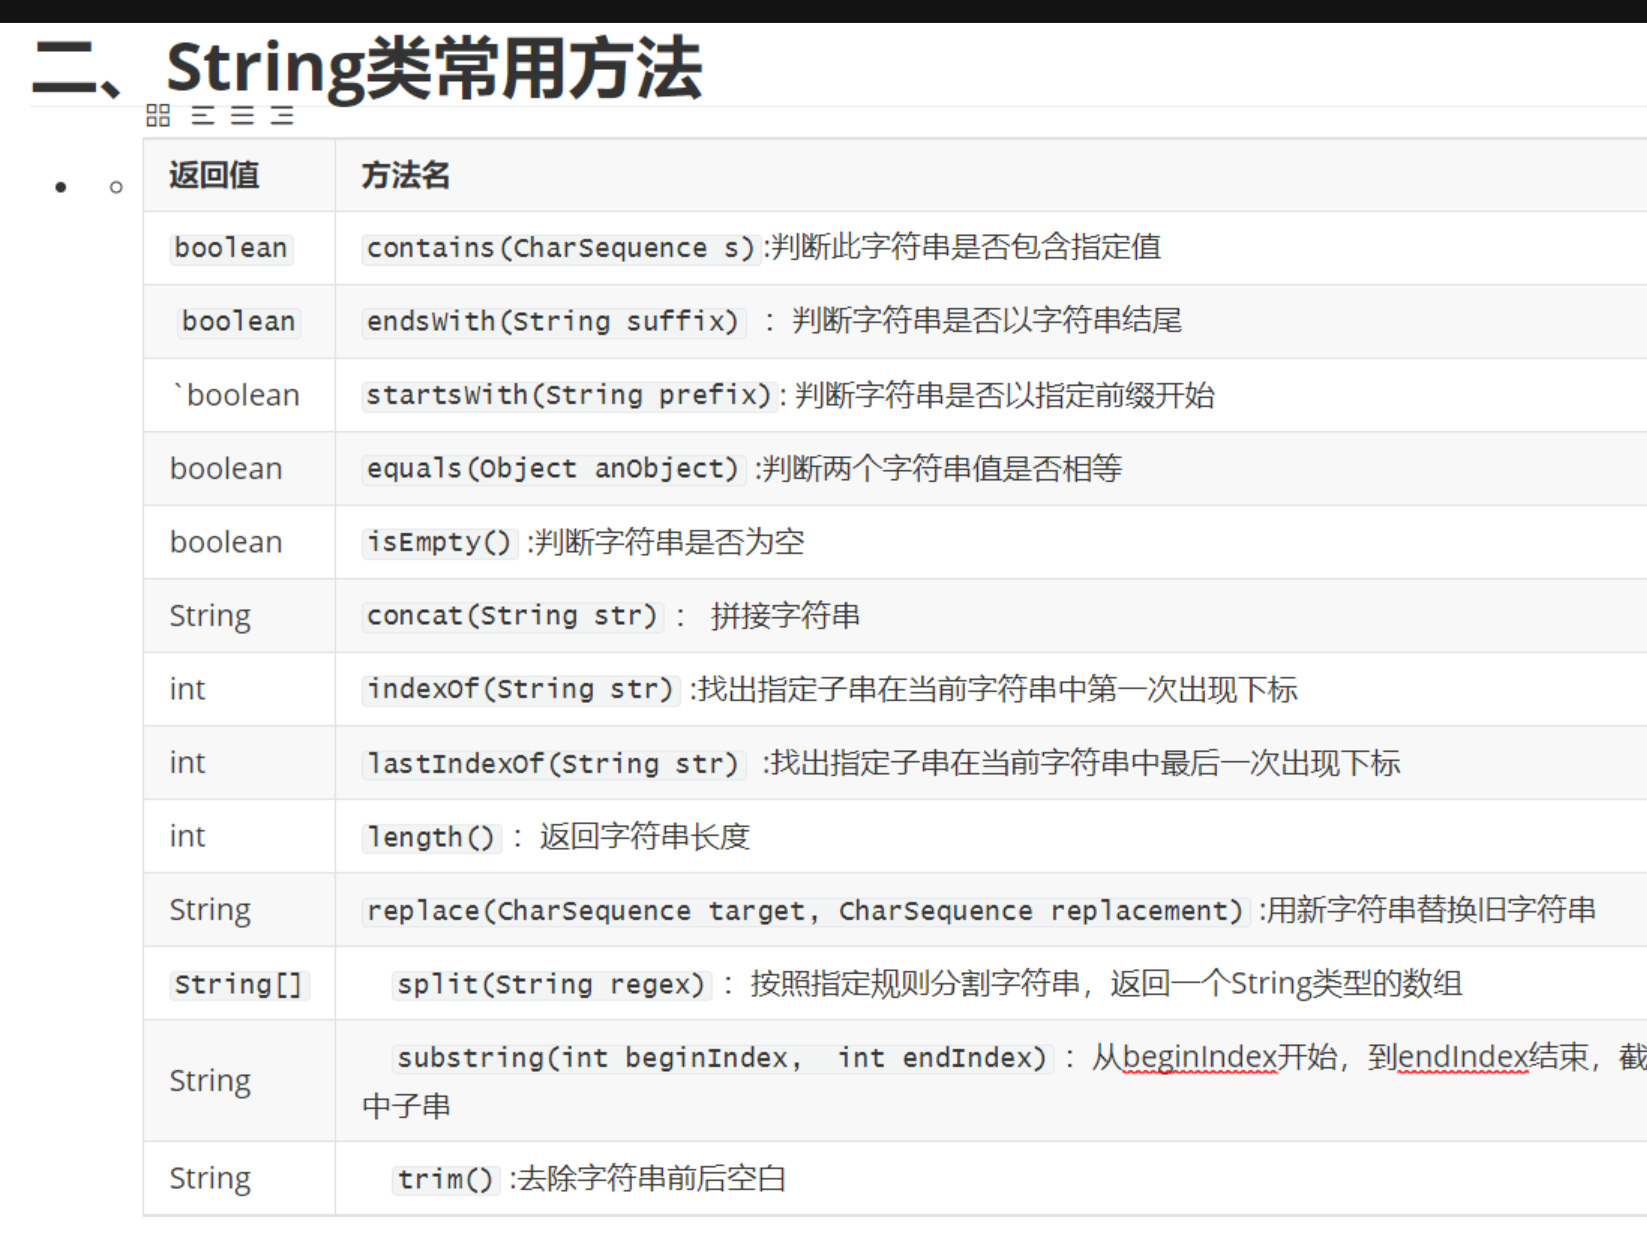 二、String类常用方法
返回值 方法名
boolean contains(CharSequence s):判断此字符串是否包含指定值
boolean endsWith(String suffix) ： 判断字符串是否以字符串结尾
`boolean startsWith(String prefix): 判断字符串是否以指定前缀开始
boolean equals(Object anObject) :判断两个字符串值是否相等
boolean isEmpty() :判断字符串是否为空
String concat(String str) ： 拼接字符串
int indexOf(String str) :找出指定子串在当前字符串中第一次出现下标
int lastIndexOf(String str) :找出指定子串在当前字符串中最后一次出现下标
int length() ： 返回字符串长度
String replace(CharSequence target, CharSequence replacement) :用新字符串替换旧字符串
String[] split(String regex) ： 按照指定规则分割字符串，返回一个String类型的数组
String substring(int beginIndex, int endIndex) ： 从beginIndex开始，到endIndex结束，截
中子串
String trim() :去除字符串前后空白